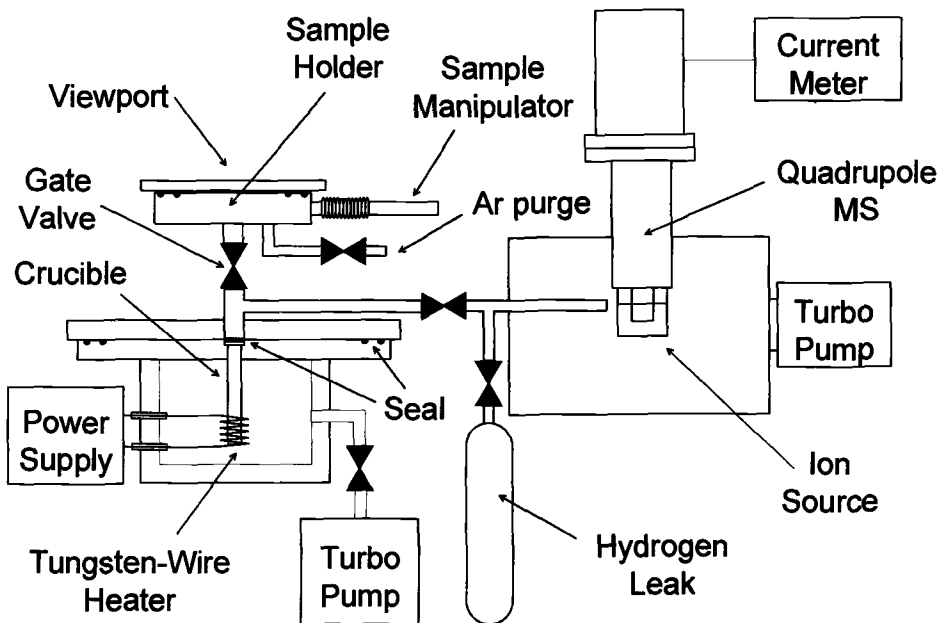 Sample
Holder
Sample
Manipulator
Current
Meter
Viewport
Gate
Valve
Ar purge
Quadrupole
MS
Crucible
Turbo
Pump
Seal
Power
Supply
Ion
Source
Tungsten-Wire
Heater
Turbo
Pump
Hydrogen
Leak